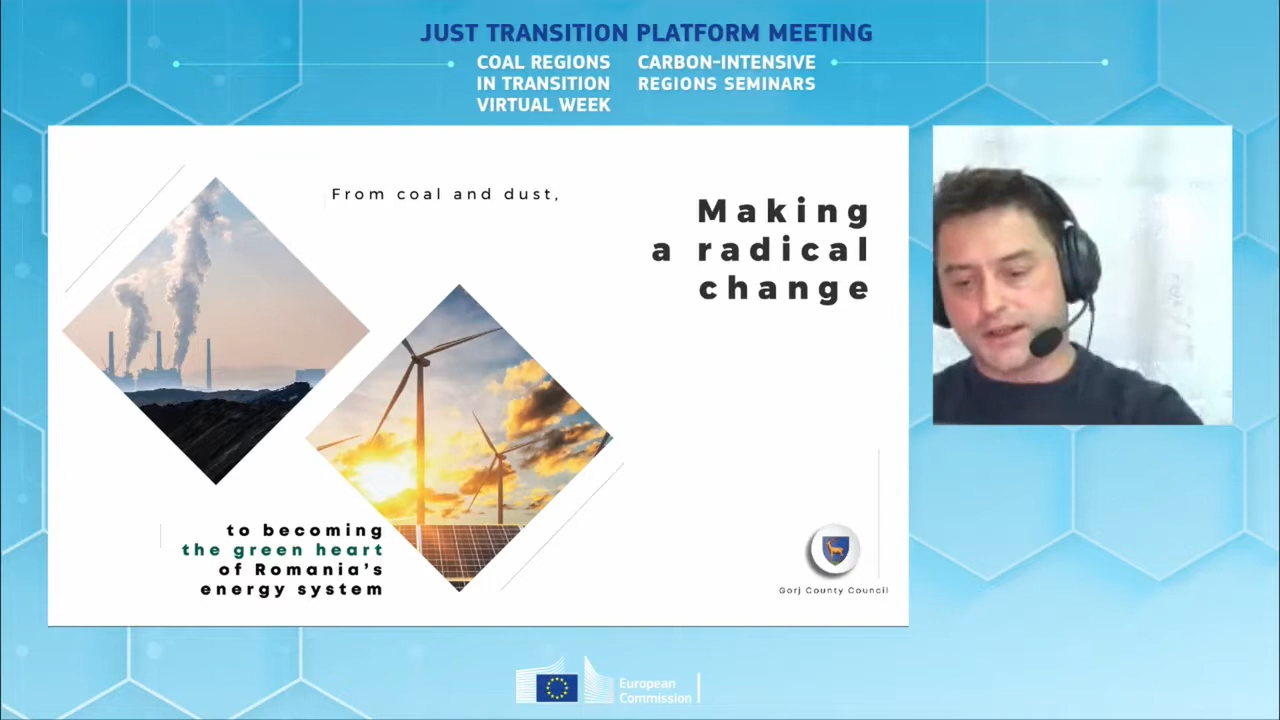 JUST TRANSITION PLATFORM MEETING
COAL REGIONS
IN TRANSITION
VIRTUAL WEEK
CARBON-INTENSIVE
REGIONS SEMINARS
From coal and dust,
Making
a radical
change
to becoming
the green heart
of Romania's
energy system
Gorj County Council
European
Commission